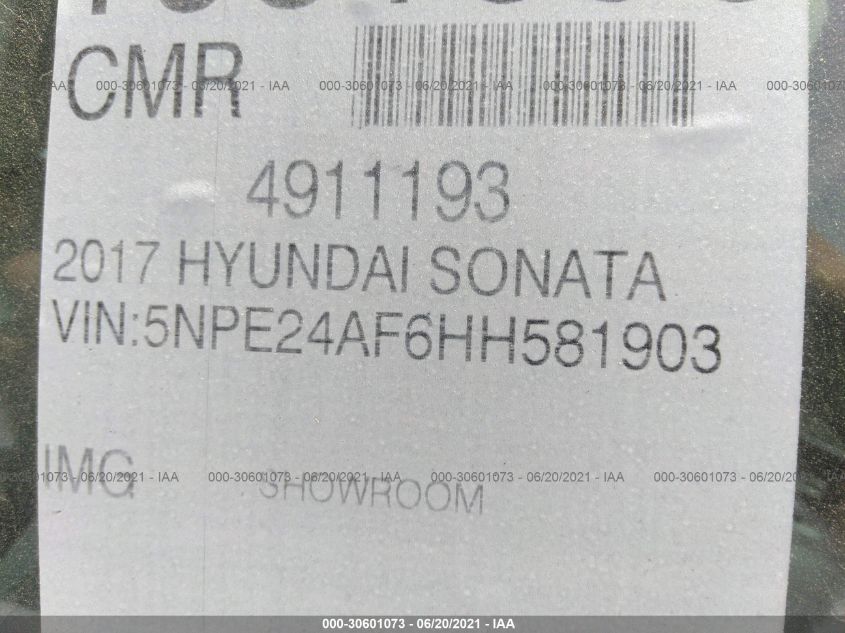 CMR
000-30601073 - 06/20/2021 - IAA
4911193
2017 HYUNDAI SONATA
VIN:5NPE24AF6HH581903
IMG
SHOWROOM
000-30601073 - 06/20/2021 - IAA
000-30601073 - 06/20/2021 - IAA